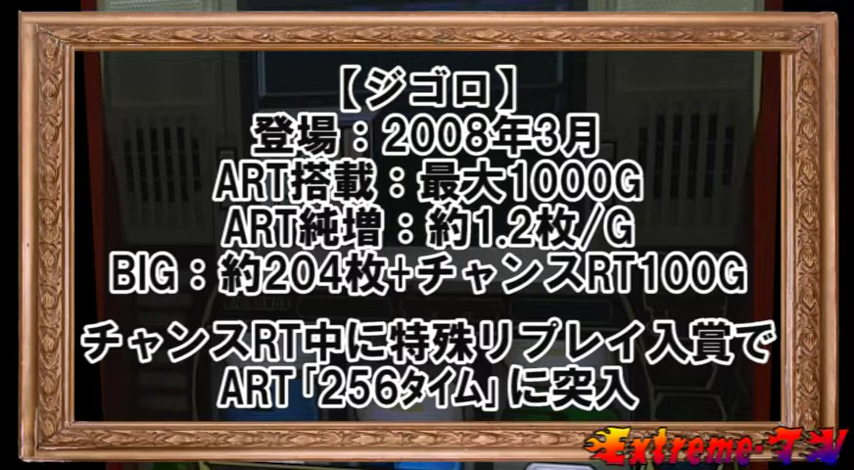 【ジゴロ】
登場：2008年3月
ART搭載：最大1000G
ART純増：約1.2枚/G
BIG：約204枚+チャンスRT100G
チャンスRT中に特殊リプレイ入賞で
ART「256ﾀｲﾑ」に突入
Extreme-TV